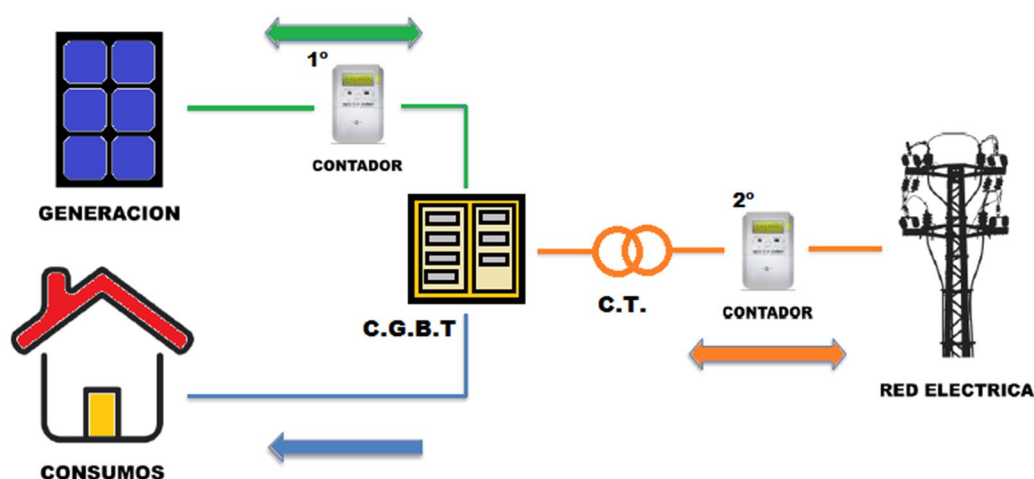 1º
CONTADOR
GENERACION
2º
C.G.B.T
C.T.
CONTADOR
RED ELECTRICA
CONSUMOS